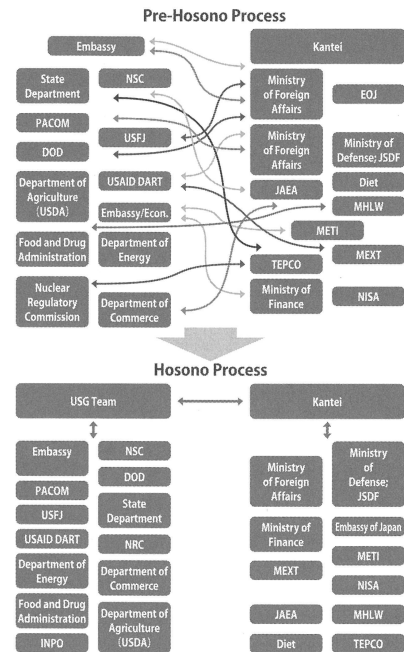 Pre-Hosono Process
Embassy
Kantei
State
Department
NSC
Ministry
of Foreign
Affairs
EOJ
PACOM
USFJ
DOD
Ministry
of Foreign
Affairs
Ministry of
Defense; JSDF
Department of
Agriculture
(USDA)
USAID DART
JAEA
Diet
Embassy/Econ.
MHLW
METI
Food and Drug
Administration
Department of
Energy
TEPCO
MEXT
Nuclear
Regulatory
Commission
Department of
Commerce
Ministry of
Finance
NISA
Hosono Process
USG Team
Kantei
Embassy
PACOM
USFJ
USAID DART
Department of
Energy
Food and Drug
Administration
INPO
NSC
DOD
State
Department
NRC
Department of
Commerce
Department of
Agriculture
(USDA)
Ministry
of Foreign
Affairs
Ministry of
Finance
MEXT
JAEA
Diet
Ministry
of
Defense;
JSDF
Embassy of Japan
METI
NISA
MHLW
TEPCO